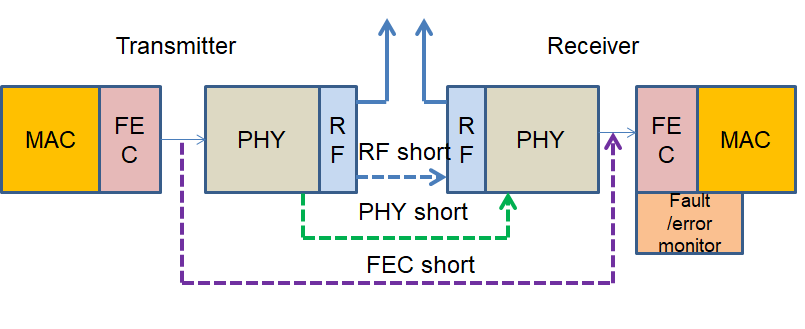 Transmitter
Receiver
MAC
FE
C
PHY
R
F
R
F
PHY
FE
C
MAC
RF short
PHY short
FEC short
Fault
/error
monitor